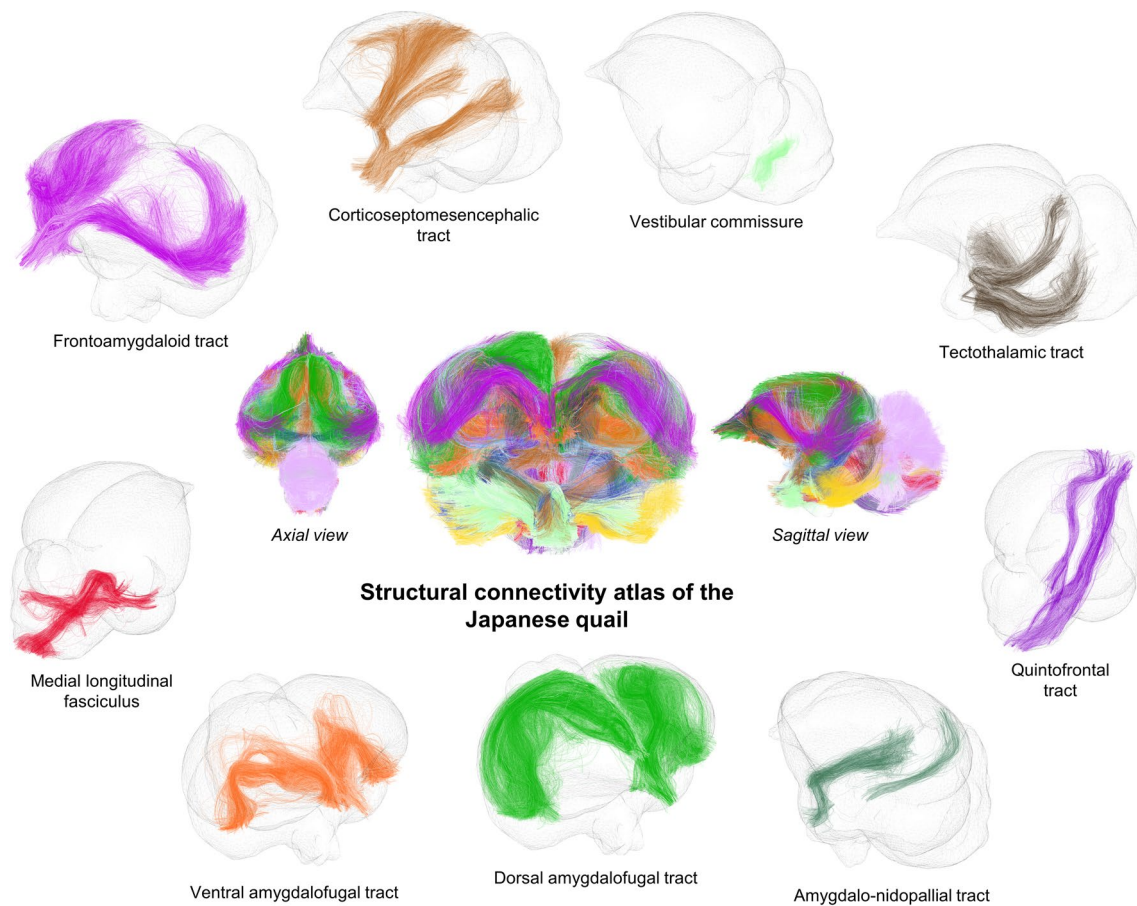 Corticoseptomesencephalic
tract
Vestibular commissure
Frontoamygdaloid tract
Tectothalamic tract
Axial view
Sagittal view
Structural connectivity atlas of the
Japanese quail
Medial longitudinal
fasciculus
Quintofrontal
tract
Ventral amygdalofugal tract
Dorsal amygdalofugal tract
Amygdalo-nidopallial tract